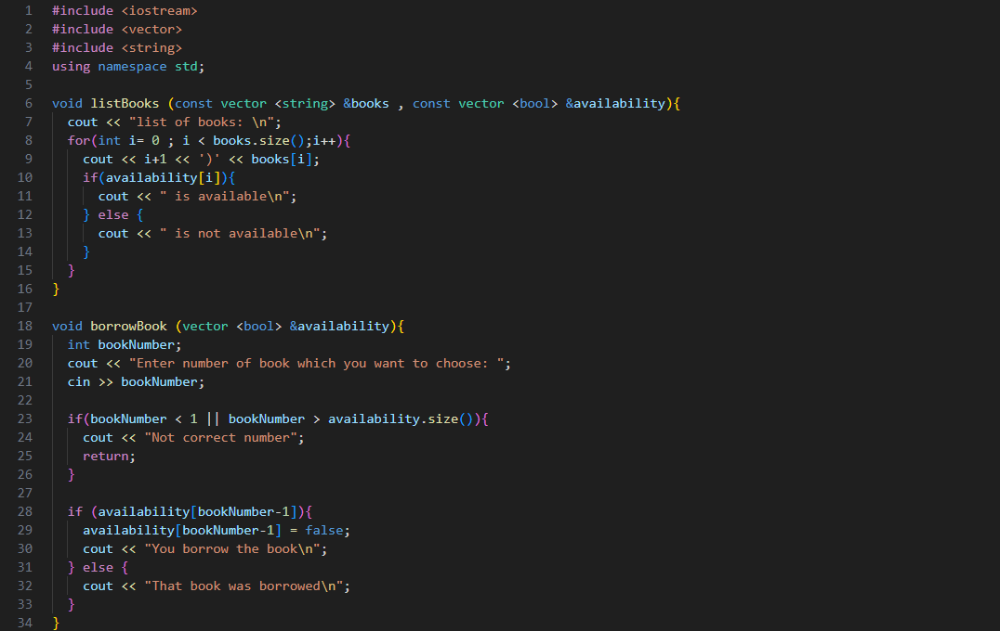 1 #include <iostream>
2 #include <vector>
3 #include <string>
4 using namespace std;
5
6 void listBooks (const vector <string> &books , const vector <bool> &availability){
7   cout << "list of books: \n";
8   for(int i= 0 ; i < books.size();i++){
9     cout << i+1 << ')' << books[i];
10     if(availability[i]){
11       cout << " is available\n";
12     } else {
13       cout << " is not available\n";
14     }
15   }
16 }
17
18 void borrowBook (vector <bool> &availability){
19   int bookNumber;
20   cout << "Enter number of book which you want to choose: ";
21   cin >> bookNumber;
22
23   if(bookNumber < 1 || bookNumber > availability.size()){
24     cout << "Not correct number";
25     return;
26   }
27
28   if (availability[bookNumber-1]){
29     availability[bookNumber-1] = false;
30     cout << "You borrow the book\n";
31   } else {
32     cout << "That book was borrowed\n";
33   }
34 }